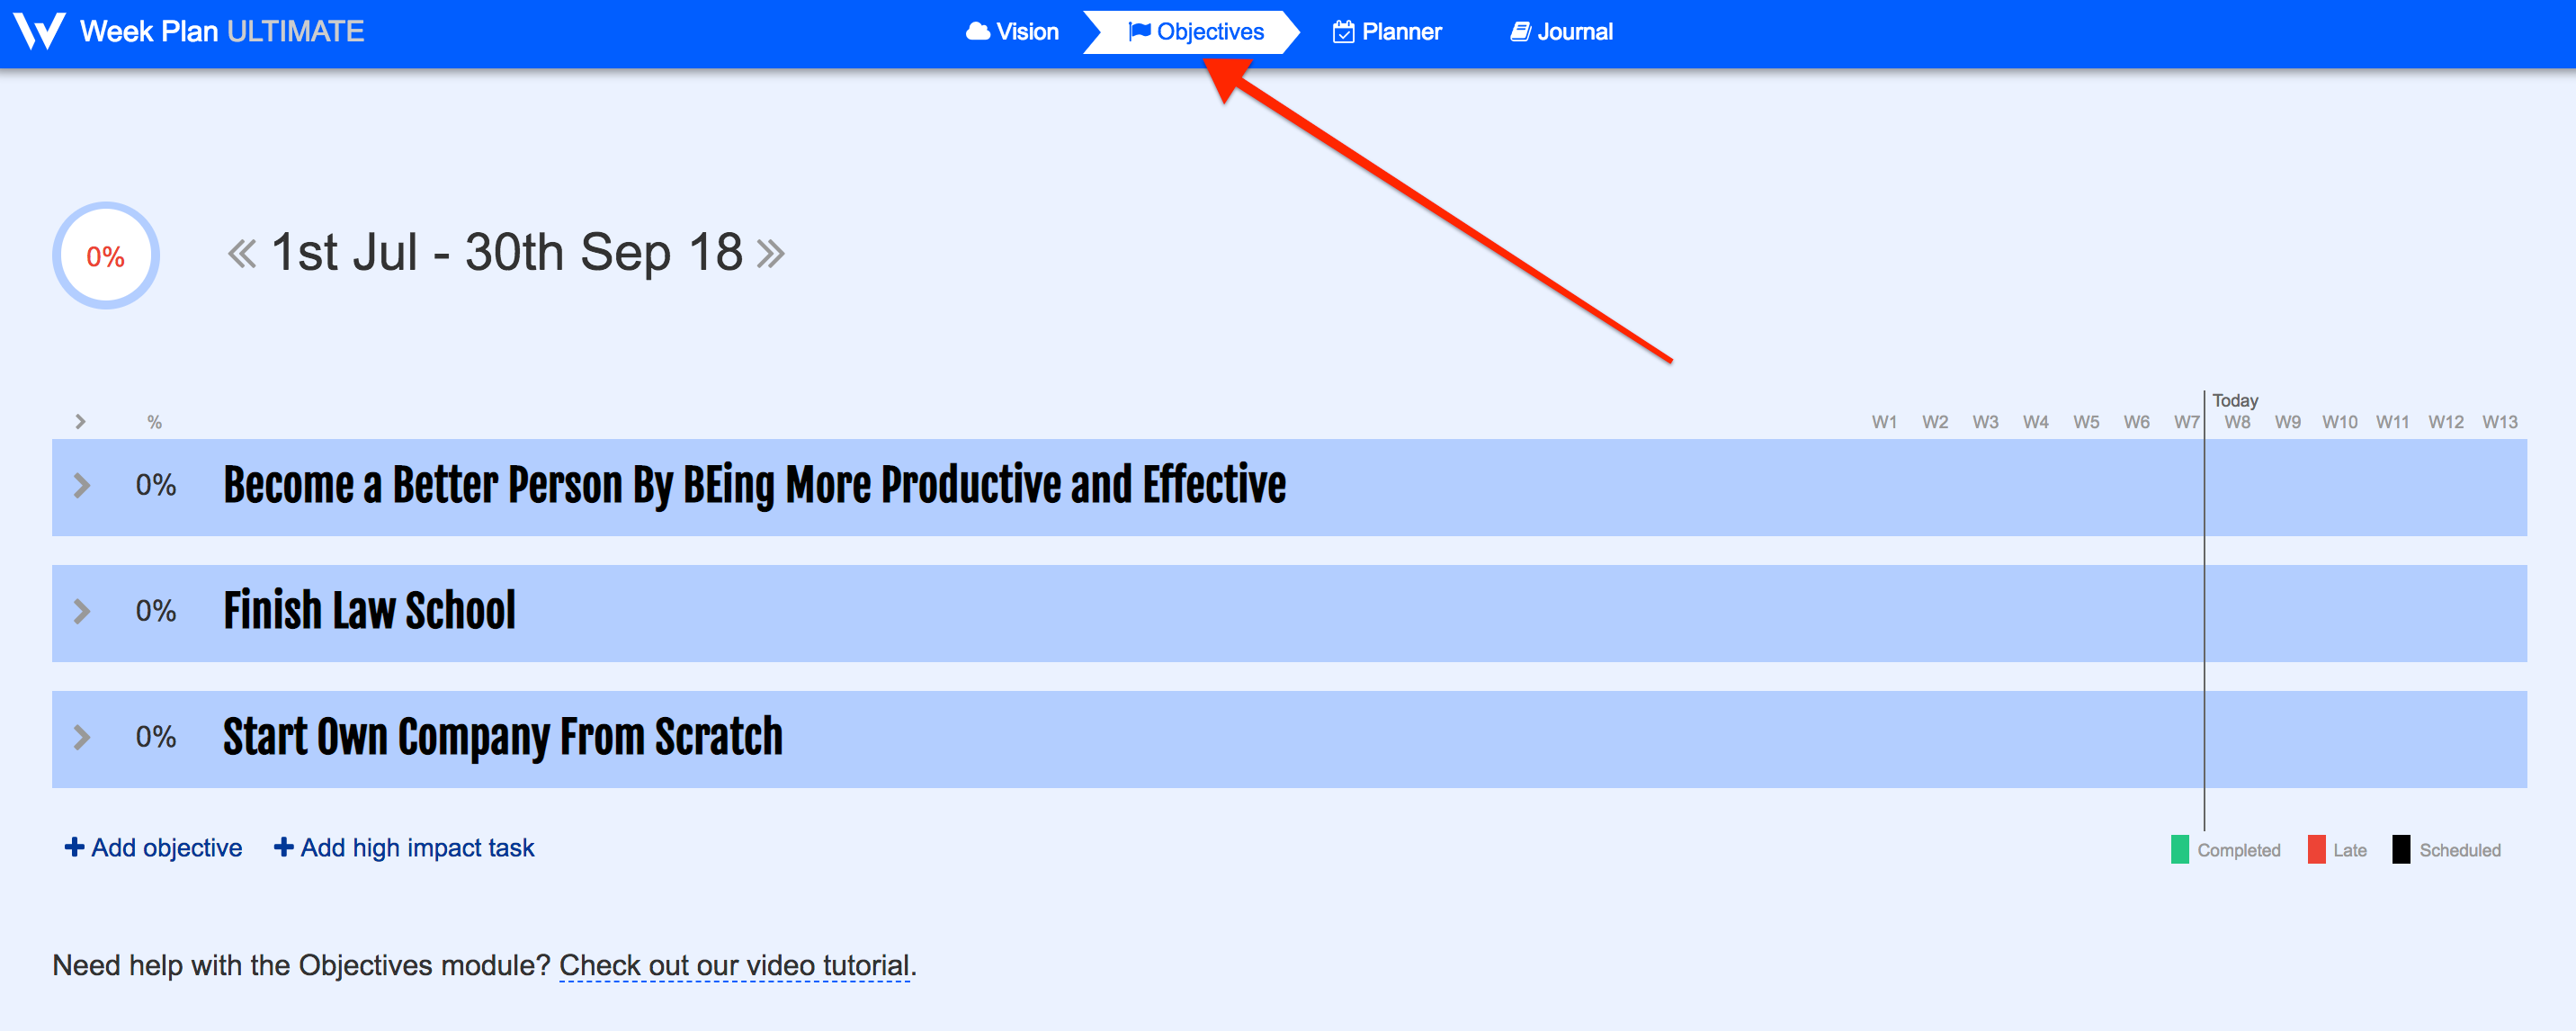 Week Plan ULTIMATE
Vision Objectives Planner Journal
0% « 1st Jul - 30th Sep 18 »
Today
% W1 W2 W3 W4 W5 W6 W7 W8 W9 W10 W11 W12 W13
0% Become a Better Person By BEing More Productive and Effective
0% Finish Law School
0% Start Own Company From Scratch
+ Add objective + Add high impact task Completed Late Scheduled
Need help with the Objectives module? Check out our video tutorial.